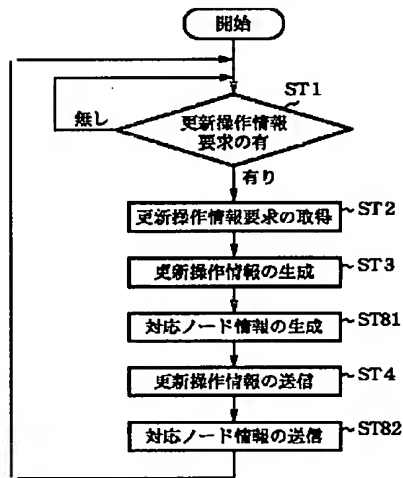 開始
ST1
更新操作情報
要求の有
無し
有り
更新操作情報要求の取得
ST2
更新操作情報の生成
ST3
対応ノード情報の生成
ST81
更新操作情報の送信
ST4
対応ノード情報の送信
ST82